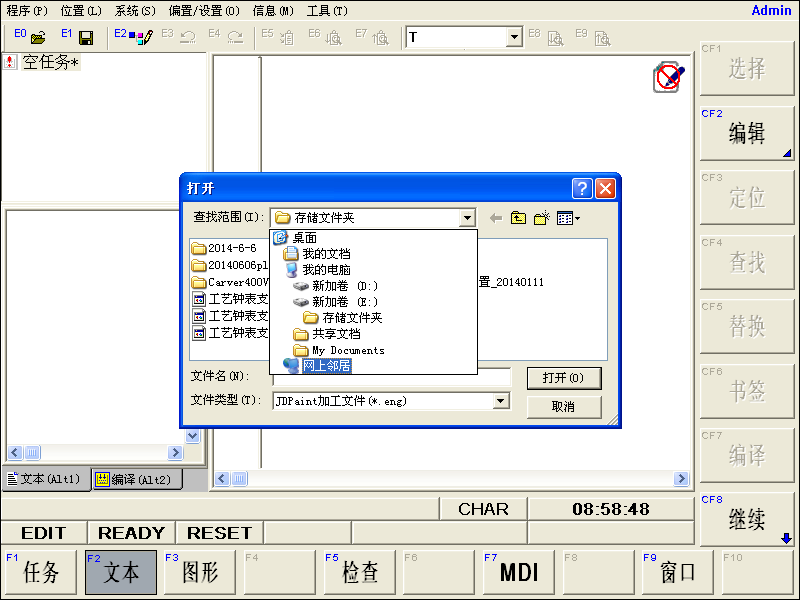 程序(P) 位置(L) 系统(S) 偏置/设置(O) 信息(M) 工具(T) Admin
E0 E1 E2 E3 E4 E5 E6 E7 T E8 E9
空任务*
CF1 选择
CF2 编辑
CF3 定位
CF4 查找
CF5 替换
CF6 书签
CF7 编译
CF8 继续
打开
查找范围(I): 存储文件夹
桌面
我的文档
我的电脑
新加卷 (D:)
新加卷 (E:)
存储文件夹
共享文档
My Documents
网上邻居
2014-6-6
20140606pl
Carver400V
置_20140111
工艺钟表支
工艺钟表支
工艺钟表支
文件名(N): 打开(O)
文件类型(T): JDPaint加工文件(*.eng) 取消
文本(Alt1) 编译(Alt2)
CHAR 08:58:48
EDIT READY RESET
F1 任务 F2 文本 F3 图形 F4 F5 检查 F6 F7 MDI F8 F9 窗口 F10